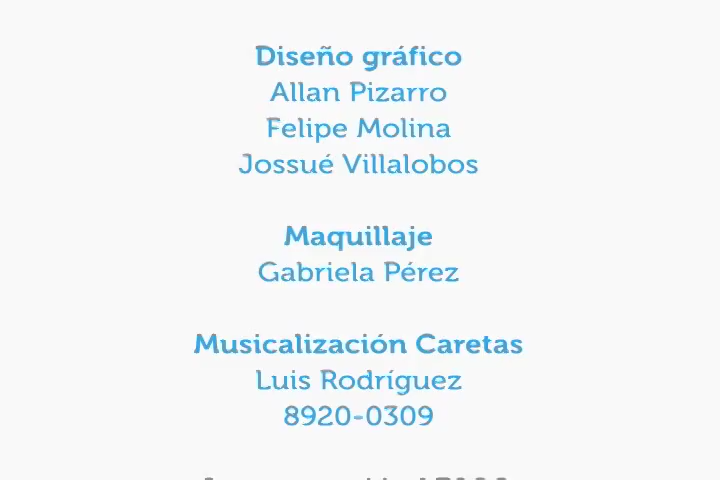 Diseño gráfico
Allan Pizarro
Felipe Molina
Jossué Villalobos
Maquillaje
Gabriela Pérez
Musicalización Caretas
Luis Rodríguez
8920-0309